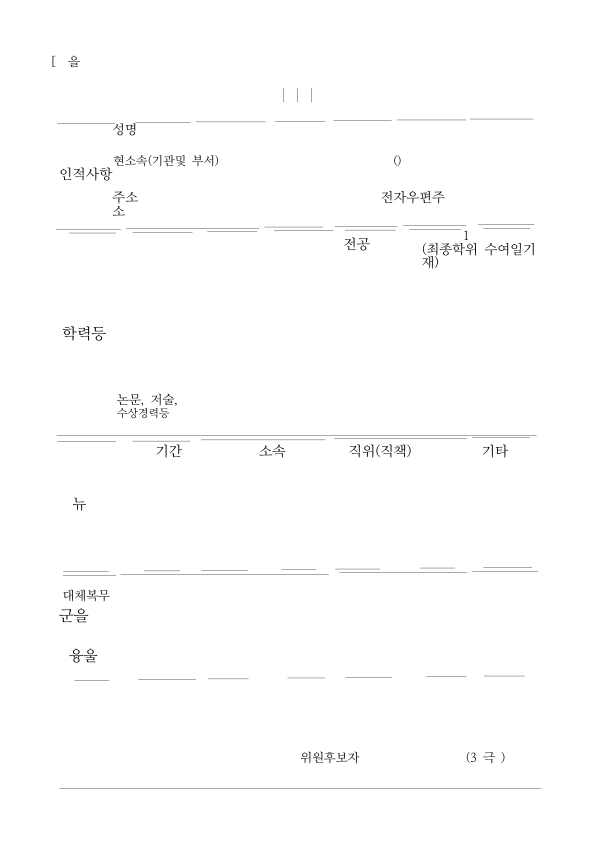 [ 을
성명
현소속(기관및 부서) ()
인적사항
주소 전자우편주
소
전공 1
(최종학위 수여일기
재)
학력등
논문, 저술,
수상경력등
기간 소속 직위(직책) 기타
뉴
대체복무
군을
융울
위원후보자 (3 극 )